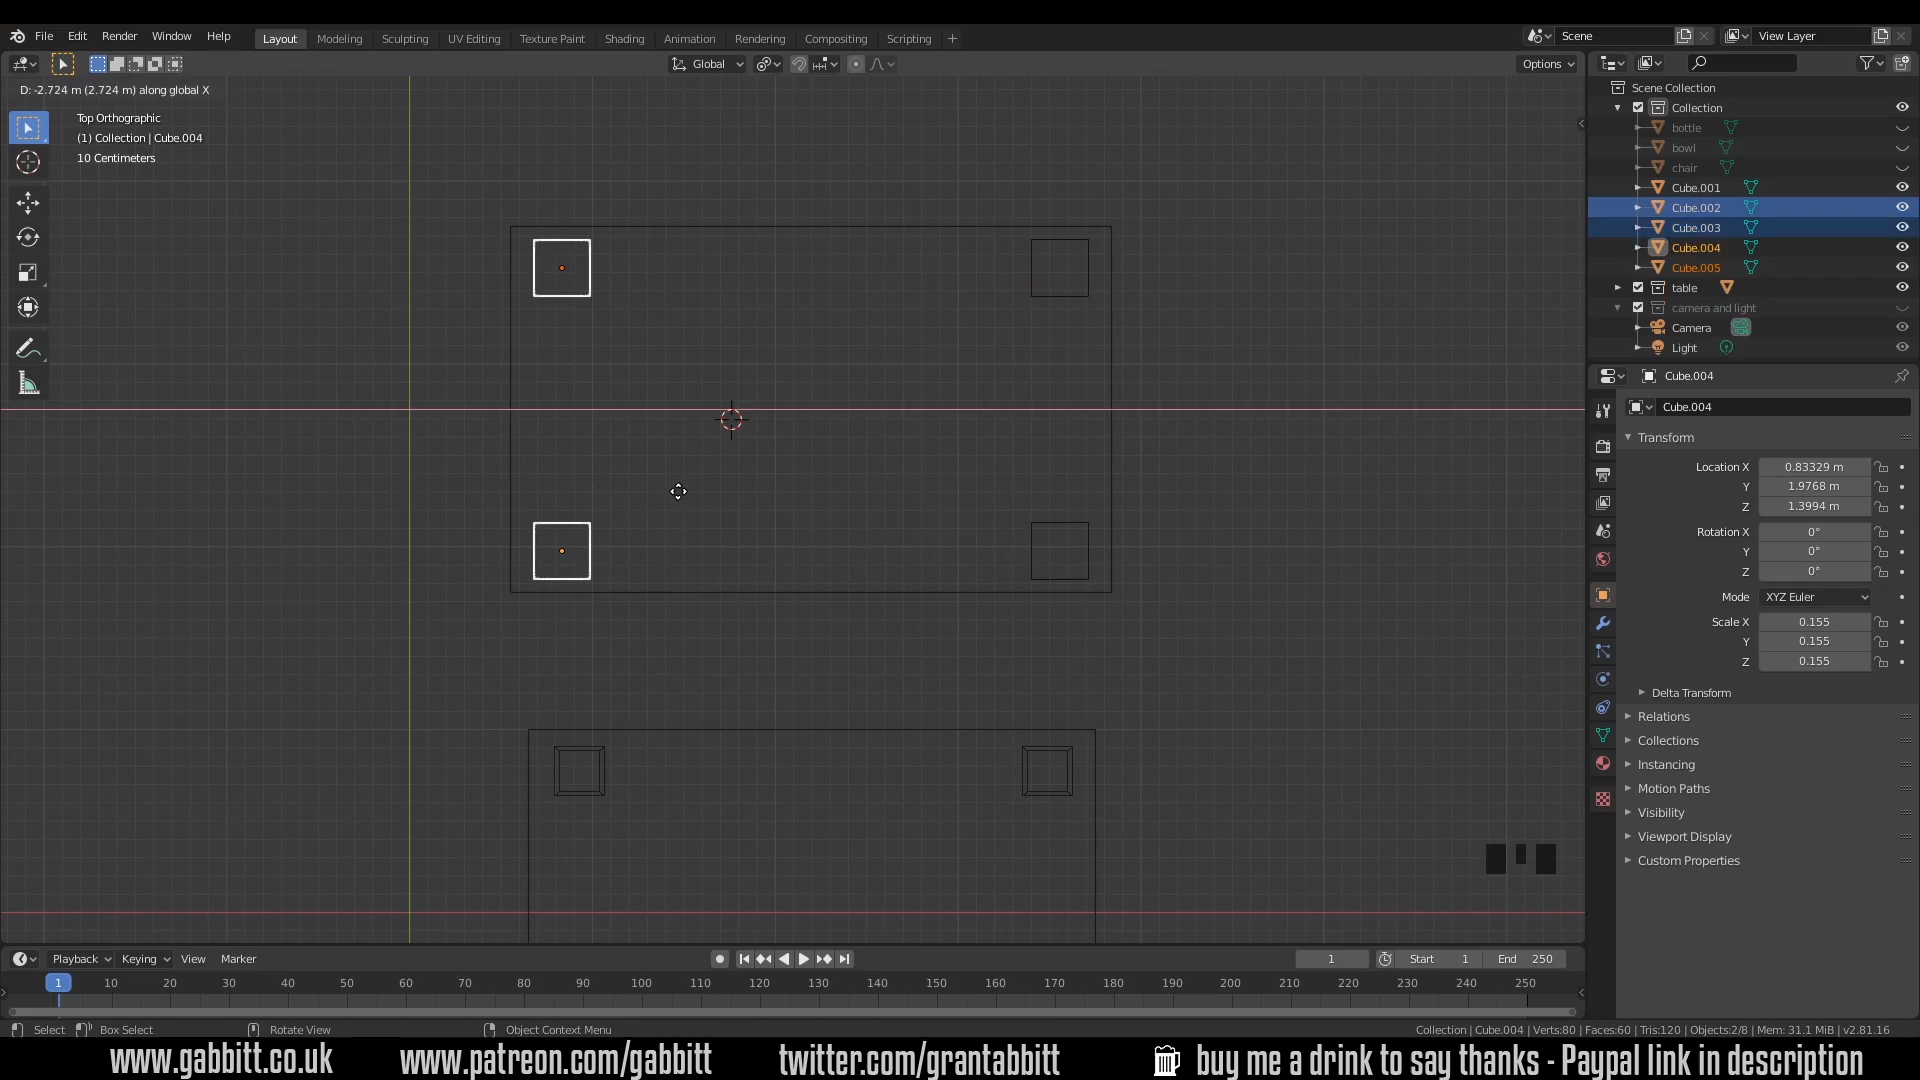 File Edit Render Window Help
Layout Modeling Sculpting UV Editing Texture Paint Shading Animation Rendering Compositing Scripting +
Scene
View Layer
Global
Options
D: -2.724 m (2.724 m) along global X
Top Orthographic
(1) Collection | Cube.004
10 Centimeters
Scene Collection
Collection
bottle
bowl
chair
Cube.001
Cube.002
Cube.003
Cube.004
Cube.005
table
camera and light
Camera
Light
Cube.004
Cube.004
Transform
Location X 0.83329 m
Y 1.9768 m
Z 1.3994 m
Rotation X 0°
Y 0°
Z 0°
Mode XYZ Euler
Scale X 0.155
Y 0.155
Z 0.155
Delta Transform
Relations
Collections
Instancing
Motion Paths
Visibility
Viewport Display
Custom Properties
Playback Keying View Marker
1 Start 1 End 250
1 10 20 30 40 50 60 70 80 90 100 110 120 130 140 150 160 170 180 190 200 210 220 230 240 250
Select Box Select Rotate View Object Context Menu
Collection | Cube.004 | Verts:80 | Faces:60 | Tris:120 | Objects:2/8 | Mem: 31.1 MiB | v2.81.16
www.gabbitt.co.uk www.patreon.com/gabbitt twitter.com/grantabbitt buy me a drink to say thanks - Paypal link in description